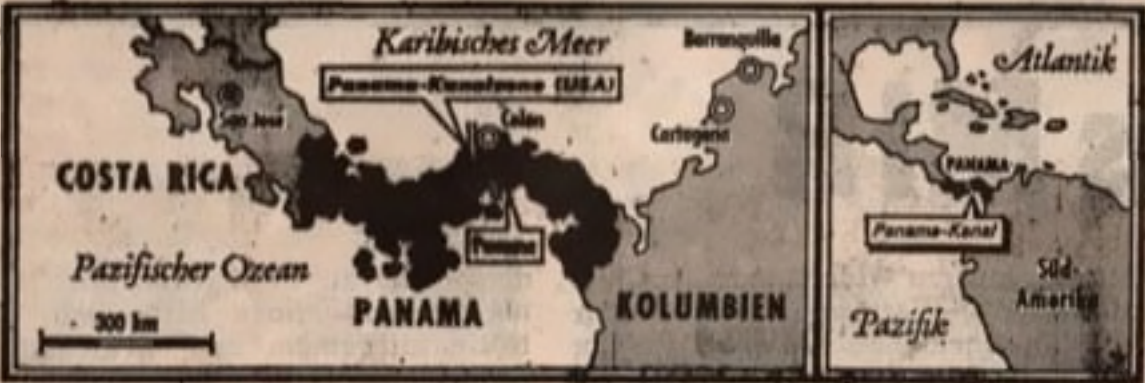 Karibisches Meer
Barranquilla
Panama-Kanalzone (USA)
San José
Colon
Cartagena
COSTA RICA
Panama
Pazifischer Ozean
PANAMA
KOLUMBIEN
300 km
Atlantik
PANAMA
Panama-Kanal
Süd-
Amerika
Pazifik